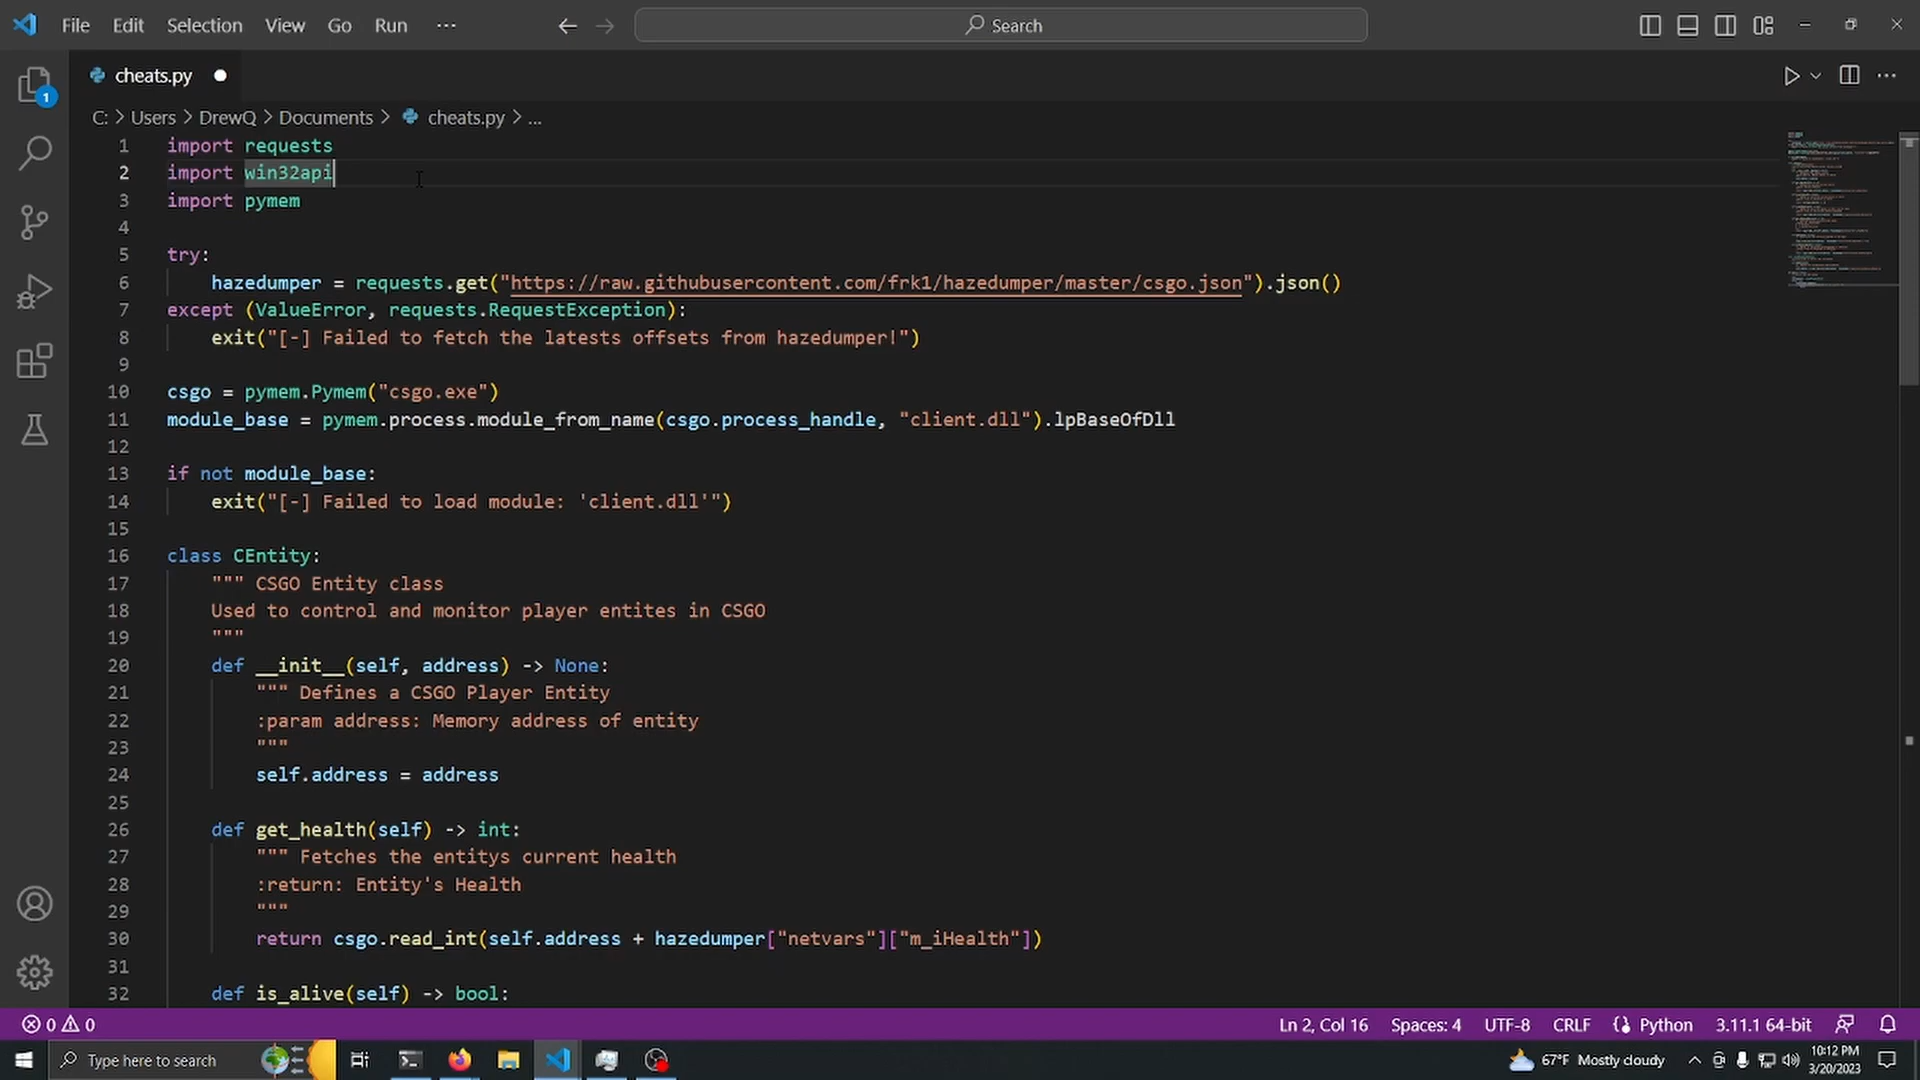 File Edit Selection View Go Run ···
Search
cheats.py
C: > Users > DrewQ > Documents > cheats.py > ...
1 import requests
2 import win32api
3 import pymem
4
5 try:
6 hazedumper = requests.get("https://raw.githubusercontent.com/frk1/hazedumper/master/csgo.json").json()
7 except (ValueError, requests.RequestException):
8 exit("[-] Failed to fetch the latests offsets from hazedumper!")
9
10 csgo = pymem.Pymem("csgo.exe")
11 module_base = pymem.process.module_from_name(csgo.process_handle, "client.dll").lpBaseOfDll
12
13 if not module_base:
14 exit("[-] Failed to load module: 'client.dll'")
15
16 class CEntity:
17 """ CSGO Entity class
18 Used to control and monitor player entites in CSGO
19 """
20 def __init__(self, address) -> None:
21 """ Defines a CSGO Player Entity
22 :param address: Memory address of entity
23 """
24 self.address = address
25
26 def get_health(self) -> int:
27 """ Fetches the entitys current health
28 :return: Entity's Health
29 """
30 return csgo.read_int(self.address + hazedumper["netvars"]["m_iHealth"])
31
32 def is_alive(self) -> bool:
1
0 0 Ln 2, Col 16 Spaces: 4 UTF-8 CRLF Python 3.11.1 64-bit
Type here to search 67°F Mostly cloudy 10:12 PM
3/20/2023